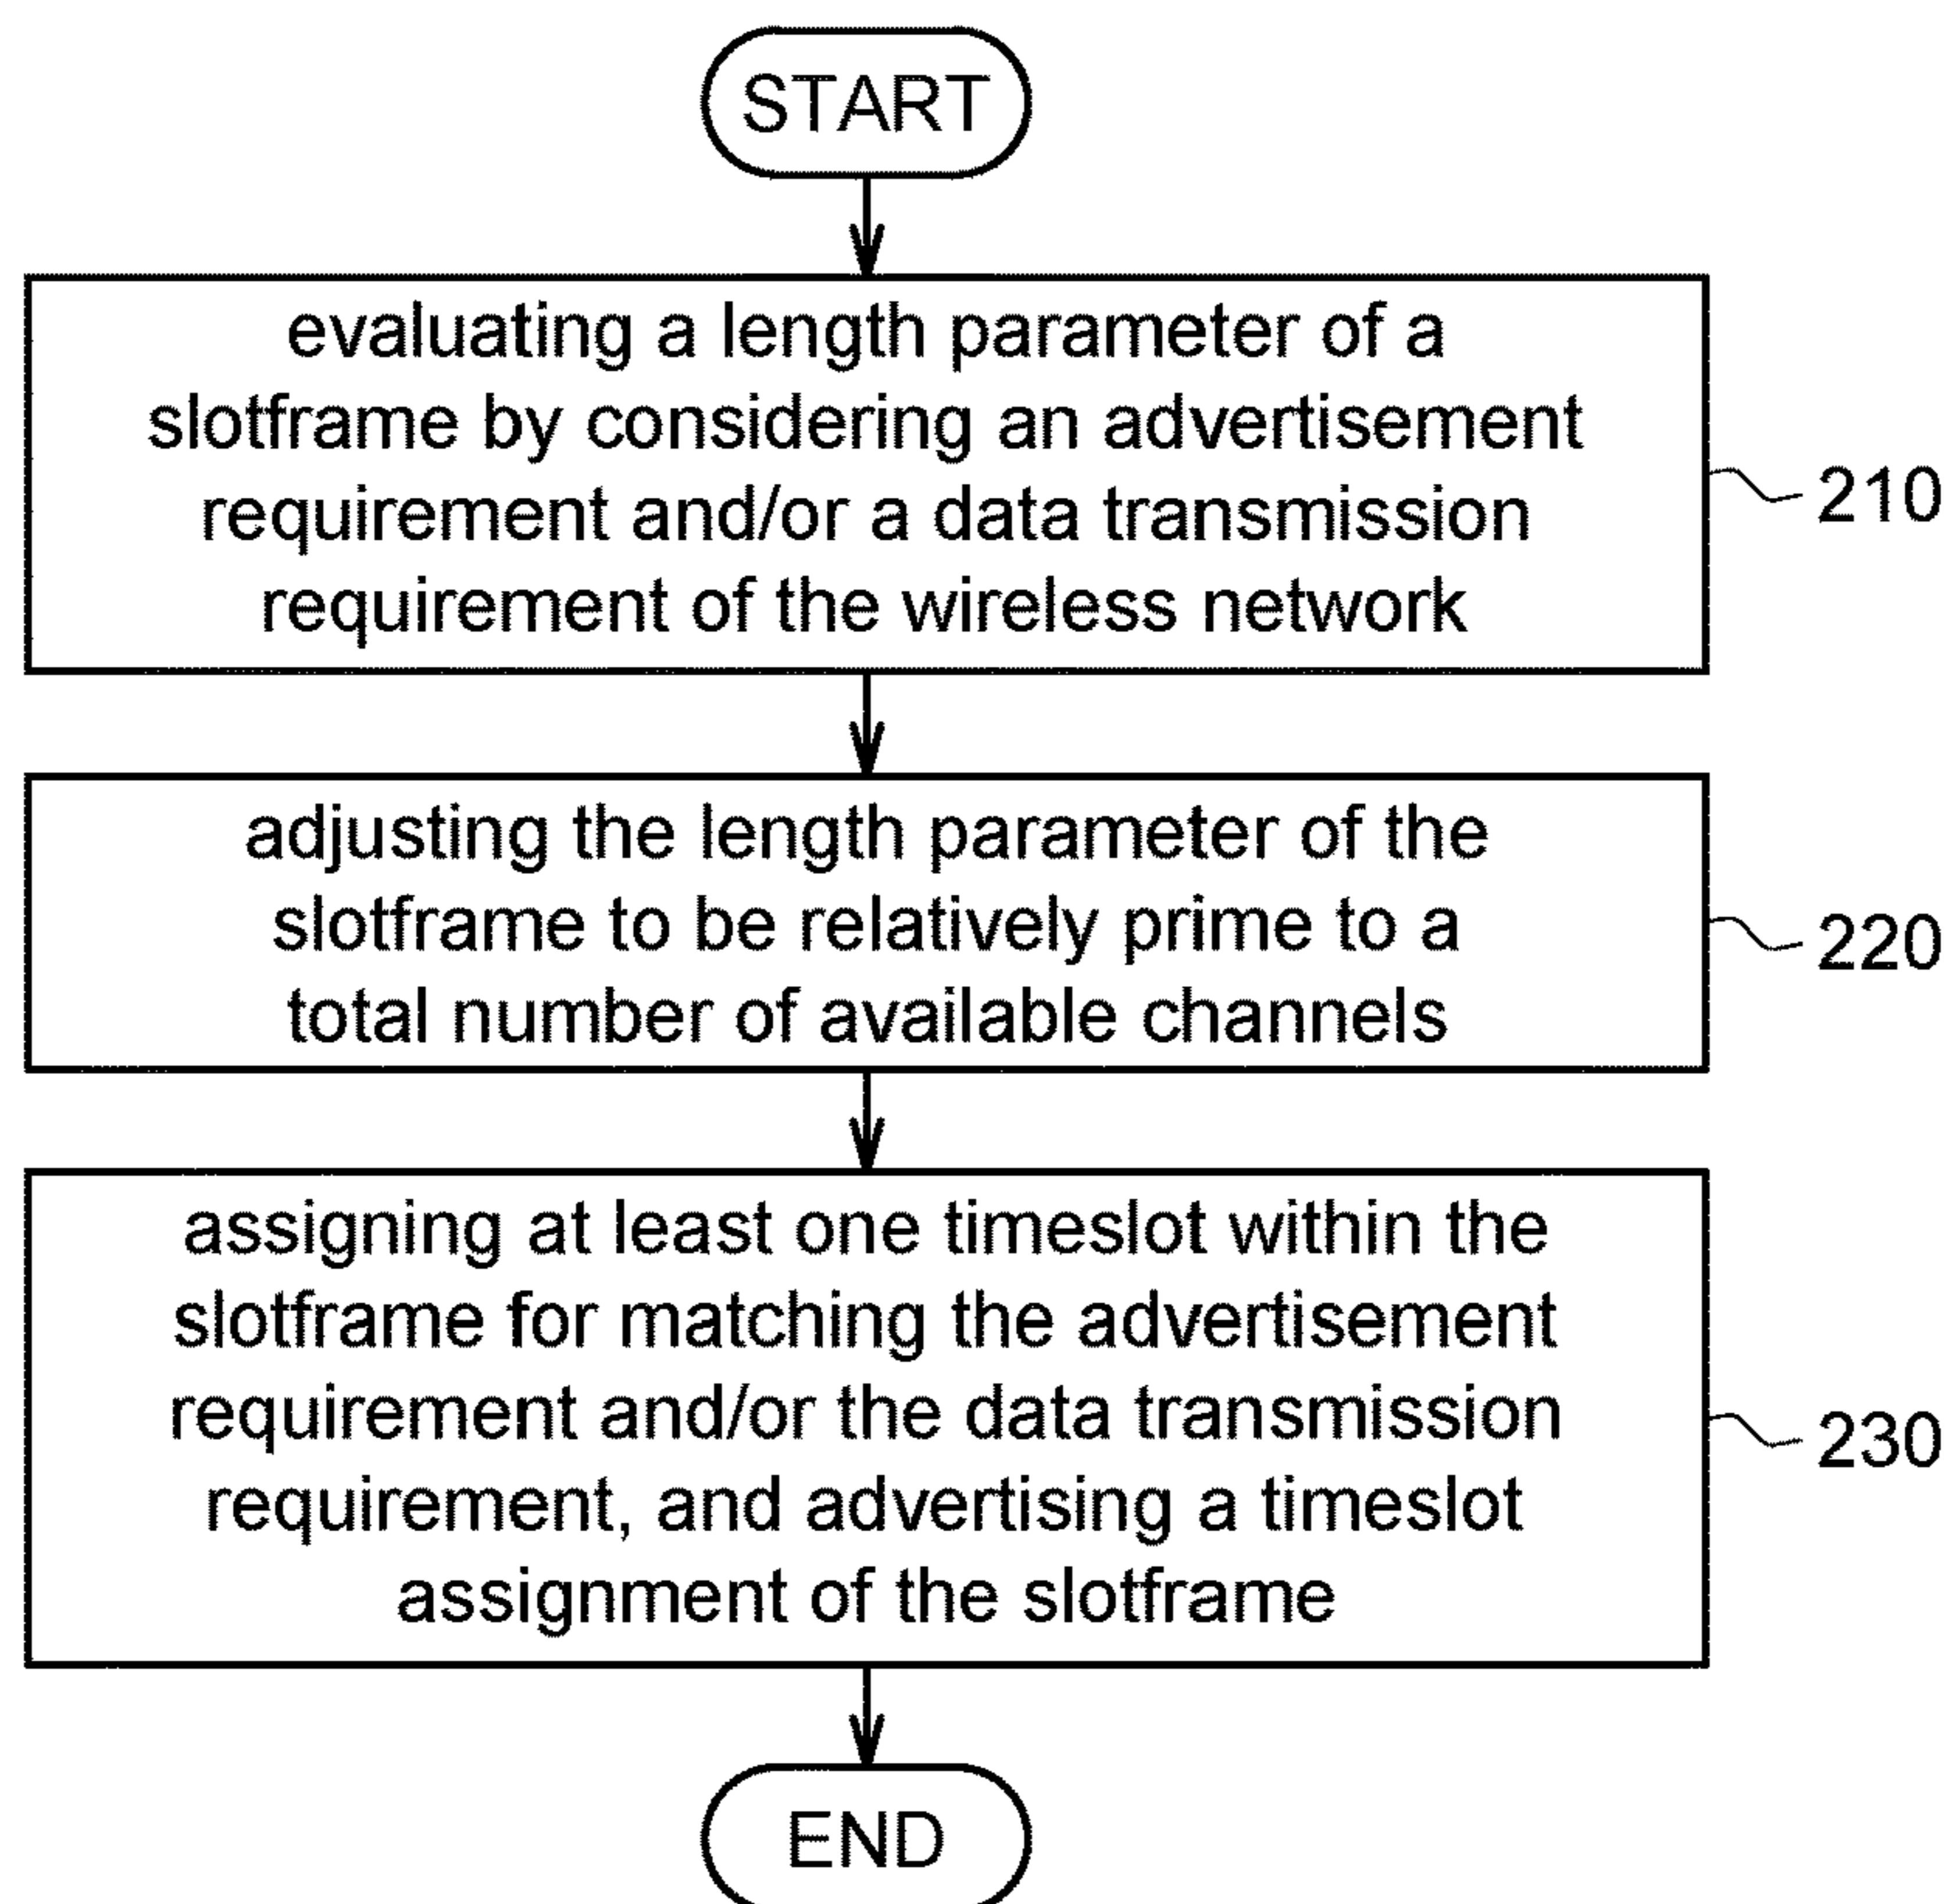 START
evaluating a length parameter of a
slotframe by considering an advertisement
requirement and/or a data transmission
requirement of the wireless network
210
adjusting the length parameter of the
slotframe to be relatively prime to a
total number of available channels
220
assigning at least one timeslot within the
slotframe for matching the advertisement
requirement and/or the data transmission
requirement, and advertising a timeslot
assignment of the slotframe
230
END